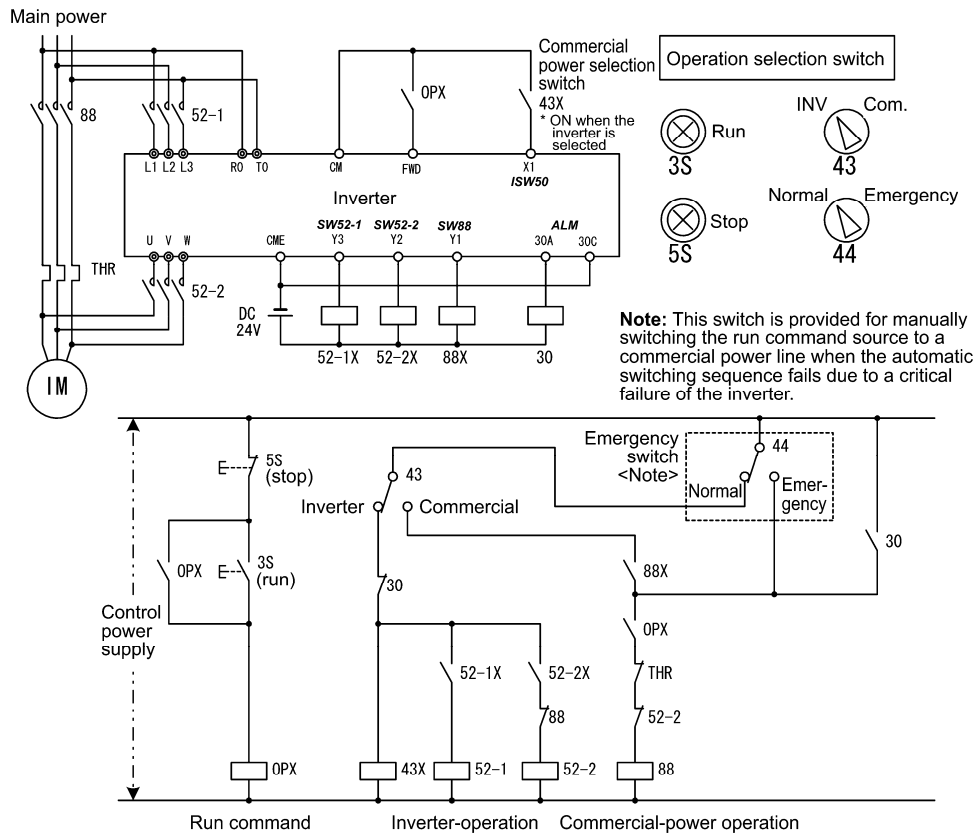 Main power
88
52-1
OPX
Commercial
power selection
switch
43X
* ON when the
inverter is
selected
Operation selection switch
Run
3S
INV
Com.
43
Stop
5S
Normal
Emergency
44
L1 L2 L3
R0 T0
CM
FWD
X1
ISW50
Inverter
SW52-1
SW52-2
SW88
ALM
U V W
CME
Y3
Y2
Y1
30A
30C
THR
52-2
DC
24V
52-1X
52-2X
88X
30
IM
Note: This switch is provided for manually
switching the run command source to a
commercial power line when the automatic
switching sequence fails due to a critical
failure of the inverter.
5S
(stop)
43
Inverter
Commercial
Emergency
switch
<Note>
44
Normal
Emer-
gency
OPX
3S
(run)
30
88X
30
Control
power
supply
OPX
52-1X
52-2X
THR
88
52-2
OPX
43X
52-1
52-2
88
Run command
Inverter-operation
Commercial-power operation